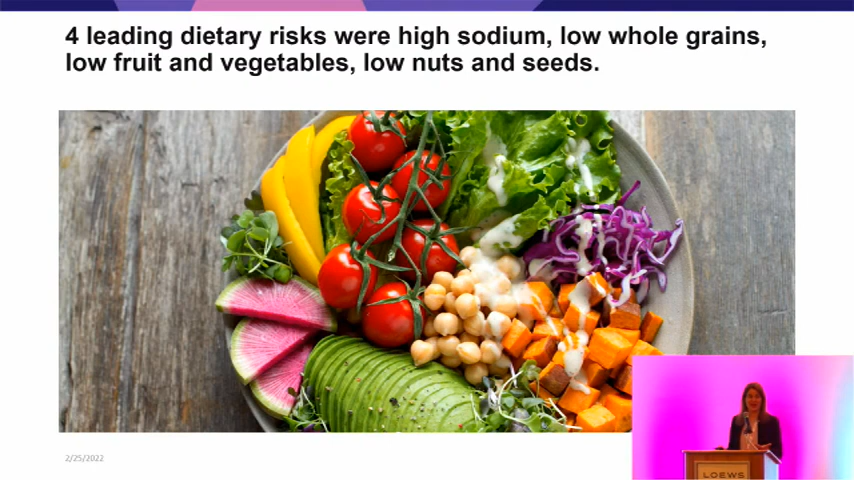 4 leading dietary risks were high sodium, low whole grains,
low fruit and vegetables, low nuts and seeds.
2/25/2022
LOEWS